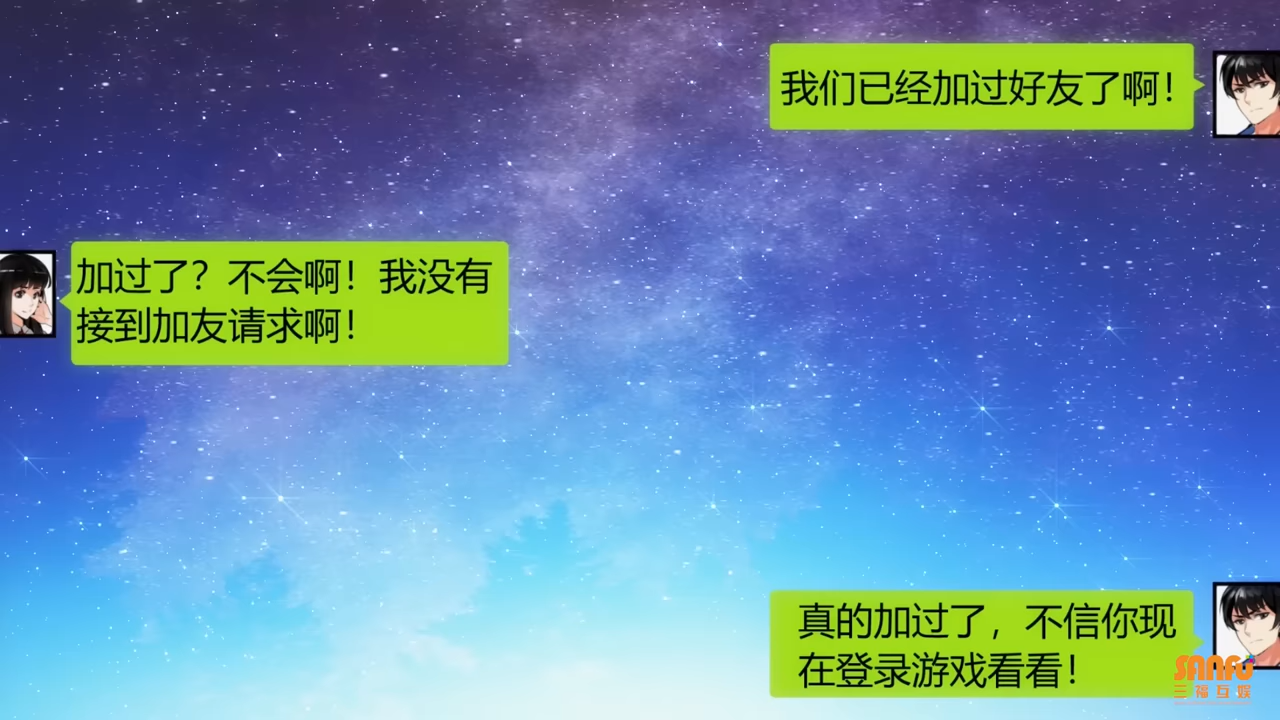 我们已经加过好友了啊！
加过了？不会啊！我没有
接到加友请求啊！
真的加过了，不信你现
在登录游戏看看！
SANFU
三福互娱